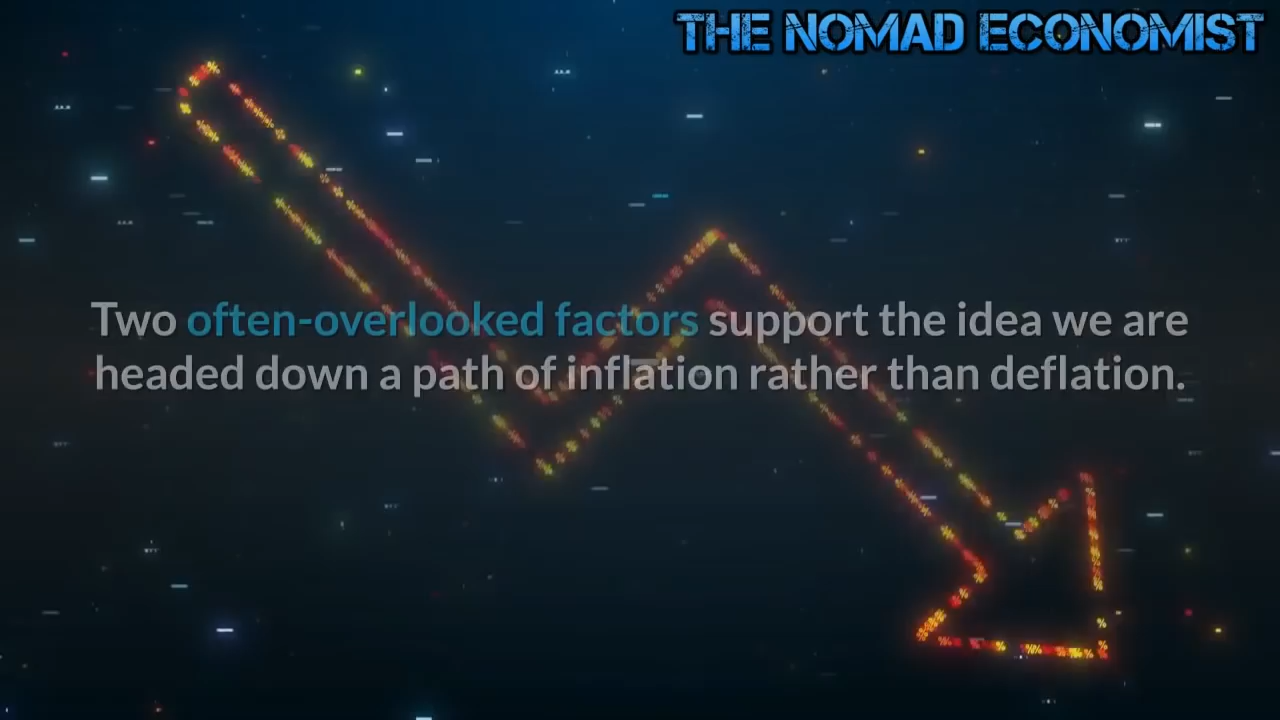 THE NOMAD ECONOMIST
Two often-overlooked factors support the idea we are
headed down a path of inflation rather than deflation.